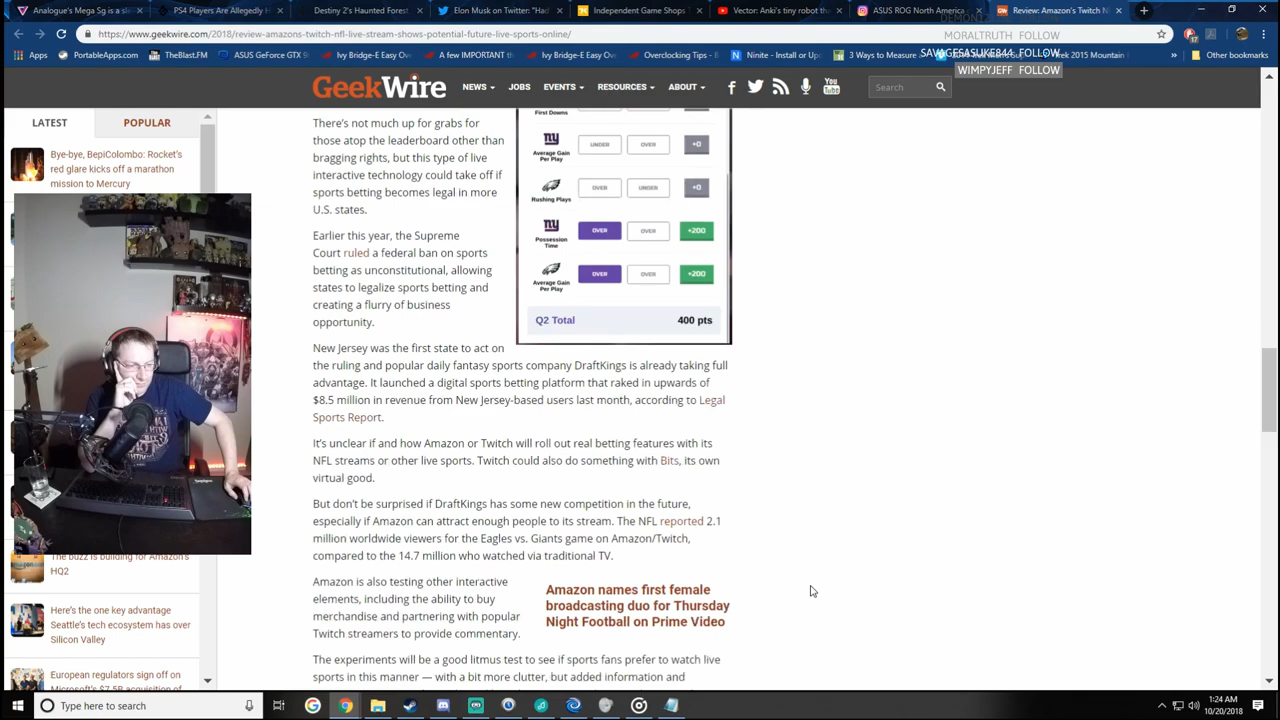 Analogue's Mega Sg is a sle
PS4 Players Are Allegedly H
Destiny 2's Haunted Forest
Elon Musk on Twitter: "Had
Independent Game Shops
Vector: Anki's tiny robot th
ASUS ROG North America
Review: Amazon's Twitch N
https://www.geekwire.com/2018/review-amazons-twitch-nfl-live-stream-shows-potential-future-live-sports-online/
MORALTRUTH FOLLOW
SAVAGESASUKE844 FOLLOW
WIMPYJEFF FOLLOW
Apps
PortableApps.com
TheBlast.FM
ASUS GeForce GTX 9
Ivy Bridge-E Easy Ove
A few IMPORTANT th
Ivy Bridge-E Easy Ove
Overclocking Tips -
Ninite - Install or Upd
3 Ways to Measure a
2015 Mountain
Other bookmarks
GeekWire
NEWS
JOBS
EVENTS
RESOURCES
ABOUT
You
Tube
Search
LATEST
POPULAR
Bye-bye, BepiColombo: Rocket's
red glare kicks off a marathon
mission to Mercury
The buzz is building for Amazon's
HQ2
Here's the one key advantage
Seattle's tech ecosystem has over
Silicon Valley
European regulators sign off on
Microsoft's $7.5B acquisition of
There's not much up for grabs for
those atop the leaderboard other than
bragging rights, but this type of live
interactive technology could take off if
sports betting becomes legal in more
U.S. states.
Earlier this year, the Supreme
Court ruled a federal ban on sports
betting as unconstitutional, allowing
states to legalize sports betting and
creating a flurry of business
opportunity.
First Downs
ny
Average Gain
Per Play
UNDER
OVER
+0
Rushing Plays
OVER
UNDER
+0
ny
Possession
Time
OVER
OVER
+200
Average Gain
Per Play
OVER
OVER
+200
Q2 Total
400 pts
New Jersey was the first state to act on
the ruling and popular daily fantasy sports company DraftKings is already taking full
advantage. It launched a digital sports betting platform that raked in upwards of
$8.5 million in revenue from New Jersey-based users last month, according to Legal
Sports Report.
It's unclear if and how Amazon or Twitch will roll out real betting features with its
NFL streams or other live sports. Twitch could also do something with Bits, its own
virtual good.
But don't be surprised if DraftKings has some new competition in the future,
especially if Amazon can attract enough people to its stream. The NFL reported 2.1
million worldwide viewers for the Eagles vs. Giants game on Amazon/Twitch,
compared to the 14.7 million who watched via traditional TV.
Amazon is also testing other interactive
elements, including the ability to buy
merchandise and partnering with popular
Twitch streamers to provide commentary.
Amazon names first female
broadcasting duo for Thursday
Night Football on Prime Video
The experiments will be a good litmus test to see if sports fans prefer to watch live
sports in this manner — with a bit more clutter, but added information and
Type here to search
1:24 AM
10/20/2018